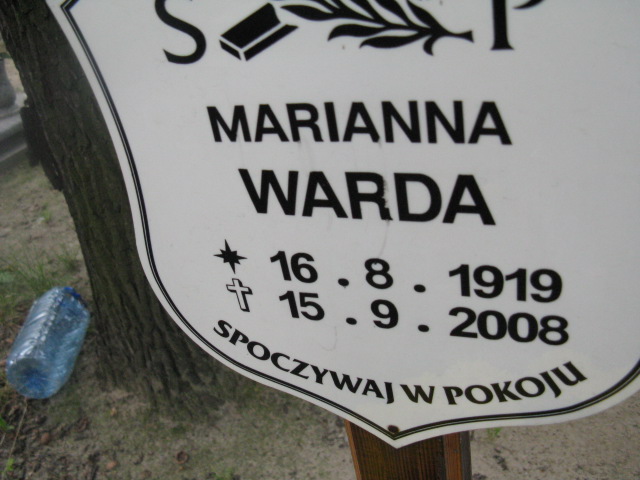 S P
MARIANNA
WARDA
16 . 8 . 1919
15 . 9 . 2008
SPOCZYWAJ W POKOJU